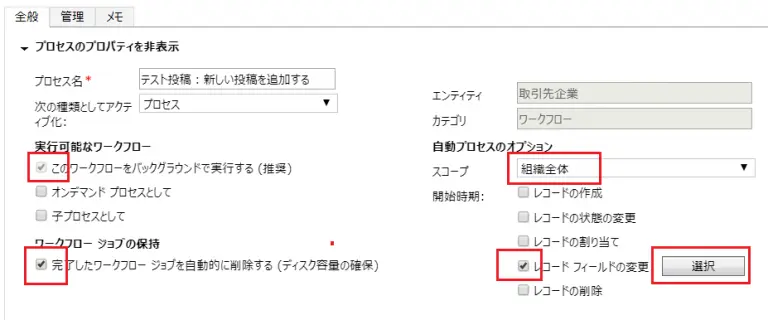 全般 管理 メモ
プロセスのプロパティを非表示
プロセス名* テスト投稿：新しい投稿を追加する
次の種類としてアクティブ化: プロセス
実行可能なワークフロー
このワークフローをバックグラウンドで実行する (推奨)
オンデマンド プロセスとして
子プロセスとして
ワークフロー ジョブの保持
完了したワークフロー ジョブを自動的に削除する (ディスク容量の確保)
エンティティ 取引先企業
カテゴリ ワークフロー
自動プロセスのオプション
スコープ 組織全体
開始時期: レコードの作成
レコードの状態の変更
レコードの割り当て
レコード フィールドの変更 選択
レコードの削除